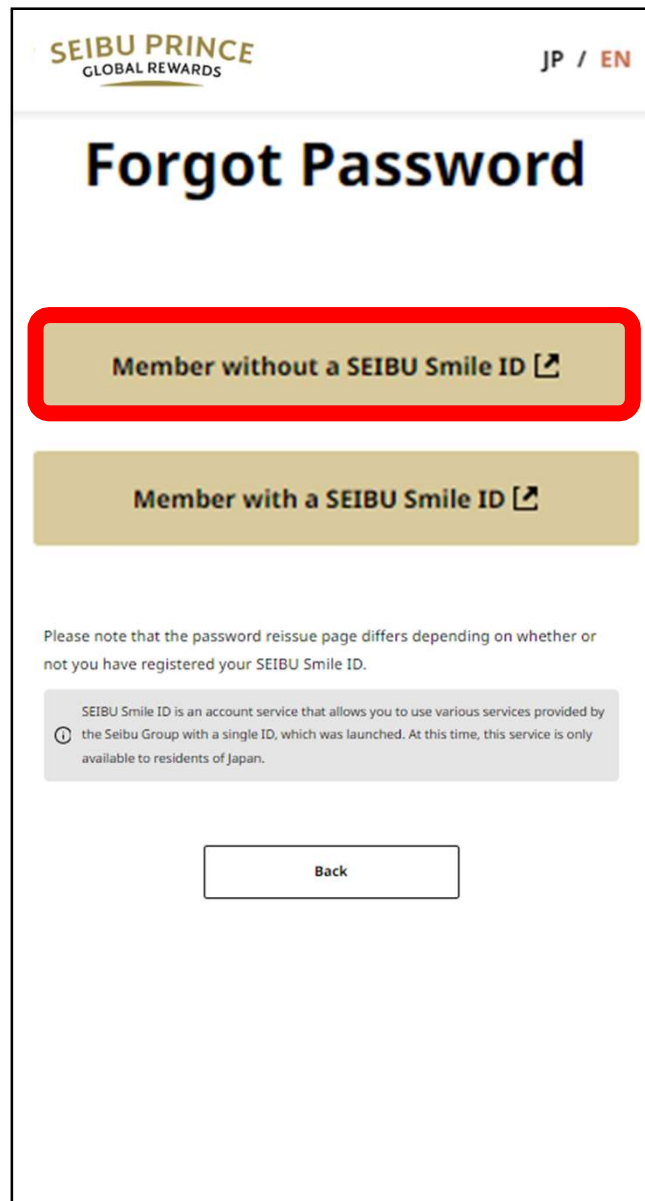 SEIBU PRINCE
GLOBAL REWARDS
JP / EN
Forgot Password
Member without a SEIBU Smile ID
Member with a SEIBU Smile ID
Please note that the password reissue page differs depending on whether or
not you have registered your SEIBU Smile ID.
SEIBU Smile ID is an account service that allows you to use various services provided by
the Seibu Group with a single ID, which was launched. At this time, this service is only
available to residents of Japan.
Back